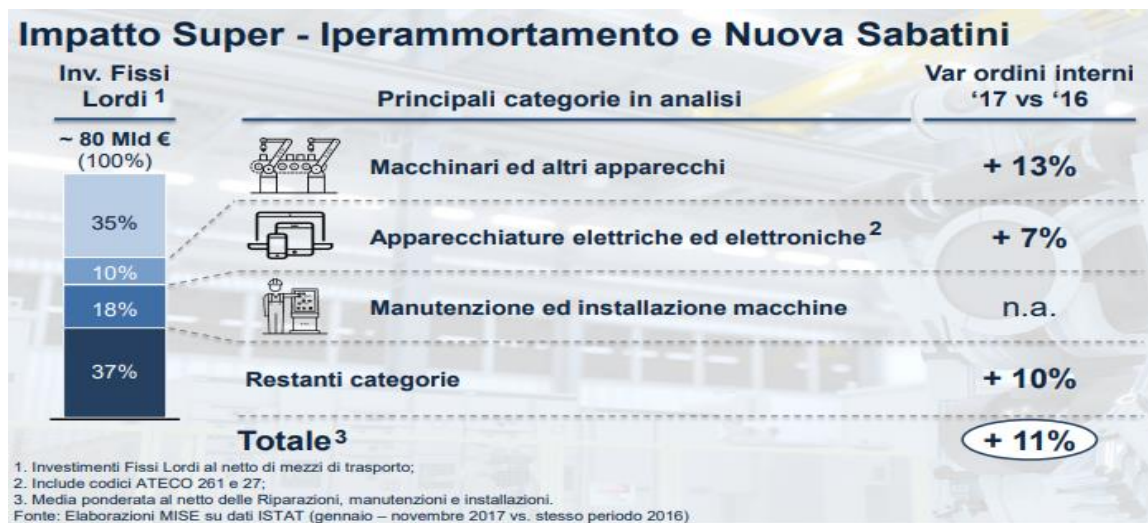 Impatto Super - Iperammortamento e Nuova Sabatini
Inv. Fissi
Lordi 1
Principali categorie in analisi
Var ordini interni
‘17 vs ‘16
~ 80 Mld €
(100%)
35%
Macchinari ed altri apparecchi
+ 13%
10%
Apparecchiature elettriche ed elettroniche 2
+ 7%
18%
Manutenzione ed installazione macchine
n.a.
37%
Restanti categorie
+ 10%
Totale 3
+ 11%
1. Investimenti Fissi Lordi al netto di mezzi di trasporto;
2. Include codici ATECO 261 e 27;
3. Media ponderata al netto delle Riparazioni, manutenzioni e installazioni.
Fonte: Elaborazioni MISE su dati ISTAT (gennaio – novembre 2017 vs. stesso periodo 2016)